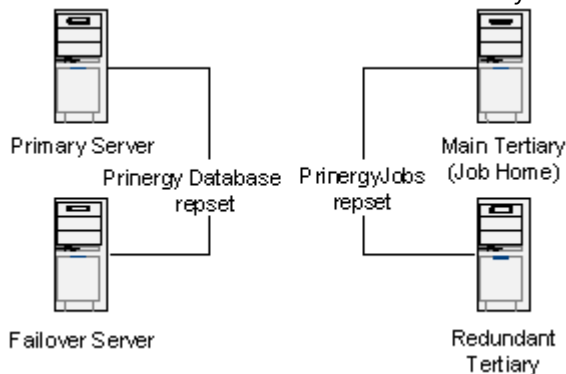 Primary Server
Main Tertiary
(Job Home)
Prinergy Database
repset
PrinergyJobs
repset
Failover Server
Redundant
Tertiary